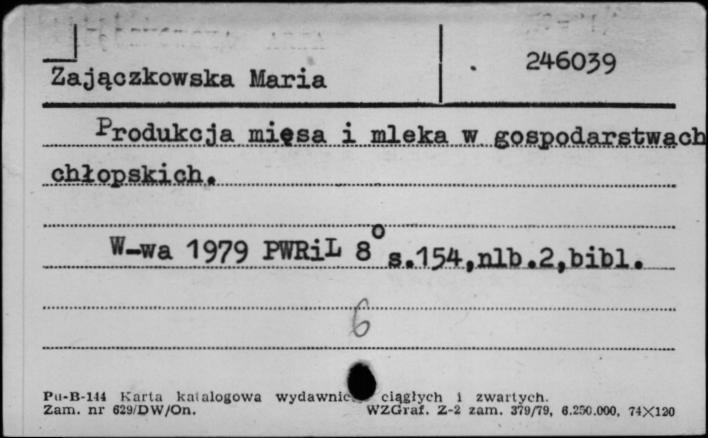 246039
Zajączkowska Maria
Produkcja mięsa i mleka w gospodarstwach
chłopskich.
W-wa 1979 PWRiL 8° s.154,nlb.2,bibl.
6
Pu-B-144 Karta katalogowa ciągłych i zwartych.
Zam. nr 629/DW/On. WZGraf. Z-2 zam. 379/79, 6.250.000, 74X120